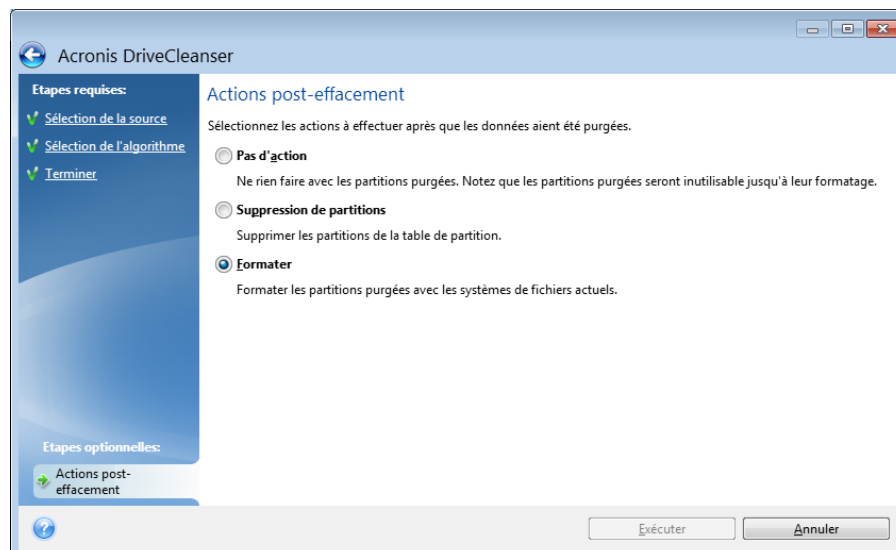 Acronis DriveCleanser
Etapes requises:
Sélection de la source
Sélection de l'algorithme
Terminer
Actions post-effacement
Sélectionnez les actions à effectuer après que les données aient été purgées.
Pas d'action
Ne rien faire avec les partitions purgées. Notez que les partitions purgées seront inutilisable jusqu'à leur formatage.
Suppression de partitions
Supprimer les partitions de la table de partition.
Formater
Formater les partitions purgées avec les systèmes de fichiers actuels.
Etapes optionnelles:
Actions post-
effacement
Exécuter
Annuler